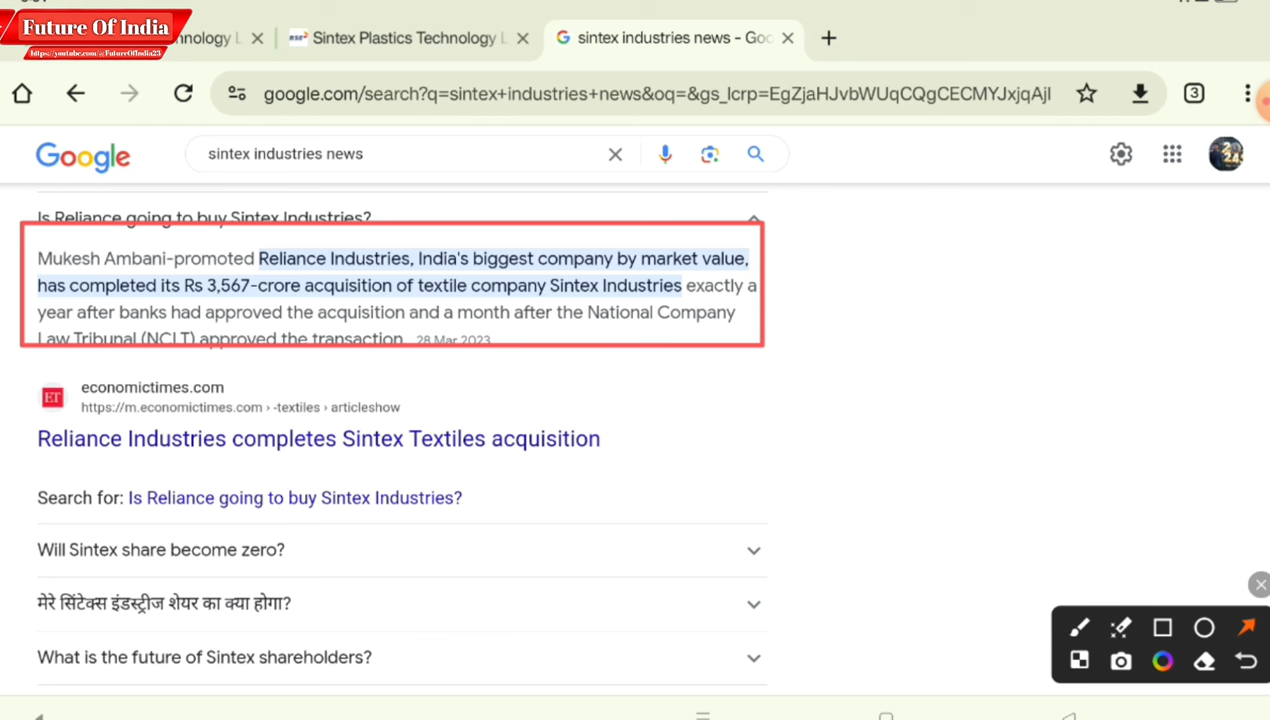 Future Of India
https://youtube.com/@FutureOfIndia23
nology L
Sintex Plastics Technology L
sintex industries news - Goo
google.com/search?q=sintex+industries+news&oq=&gs_lcrp=EgZjaHJvbWUqCQgCECMYJxjqAjI
3
Google
sintex industries news
Is Reliance going to buy Sintex Industries?
Mukesh Ambani-promoted Reliance Industries, India's biggest company by market value,
has completed its Rs 3,567-crore acquisition of textile company Sintex Industries exactly a
year after banks had approved the acquisition and a month after the National Company
Law Tribunal (NCLT) approved the transaction. 28 Mar 2023
ET
economictimes.com
https://m.economictimes.com › -textiles › articleshow
Reliance Industries completes Sintex Textiles acquisition
Search for: Is Reliance going to buy Sintex Industries?
Will Sintex share become zero?
मेरे सिंटेक्स इंडस्ट्रीज शेयर का क्या होगा?
What is the future of Sintex shareholders?